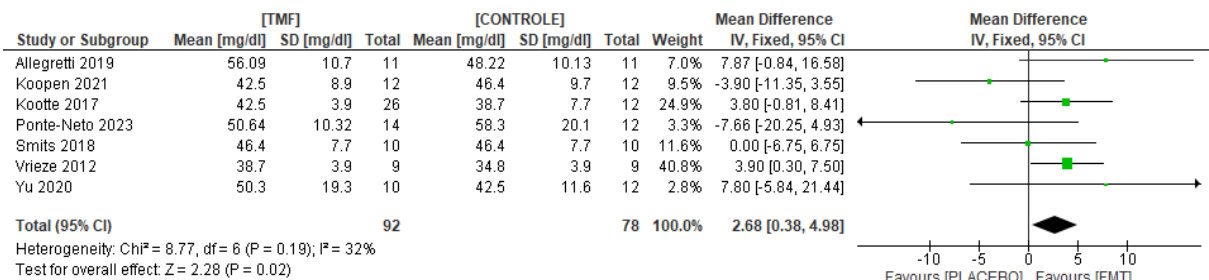 [TMF] [CONTROLE] Mean Difference Mean Difference
Study or Subgroup Mean [mg/dl] SD [mg/dl] Total Mean [mg/dl] SD [mg/dl] Total Weight IV, Fixed, 95% CI IV, Fixed, 95% CI
Allegretti 2019 56.09 10.7 11 48.22 10.13 11 7.0% 7.87 [-0.84, 16.58]
Koopen 2021 42.5 8.9 12 46.4 9.7 12 9.5% -3.90 [-11.35, 3.55]
Kootte 2017 42.5 3.9 26 38.7 7.7 12 24.9% 3.80 [-0.81, 8.41]
Ponte-Neto 2023 50.64 10.32 14 58.3 20.1 12 3.3% -7.66 [-20.25, 4.93]
Smits 2018 46.4 7.7 10 46.4 7.7 10 11.6% 0.00 [-6.75, 6.75]
Vrieze 2012 38.7 3.9 9 34.8 3.9 9 40.8% 3.90 [0.30, 7.50]
Yu 2020 50.3 19.3 10 42.5 11.6 12 2.8% 7.80 [-5.84, 21.44]
Total (95% CI) 92 78 100.0% 2.68 [0.38, 4.98]
Heterogeneity: Chi² = 8.77, df = 6 (P = 0.19); I² = 32%
Test for overall effect: Z = 2.28 (P = 0.02)
-10 -5 0 5 10
Favours [PLACEBO] Favours [FMT]